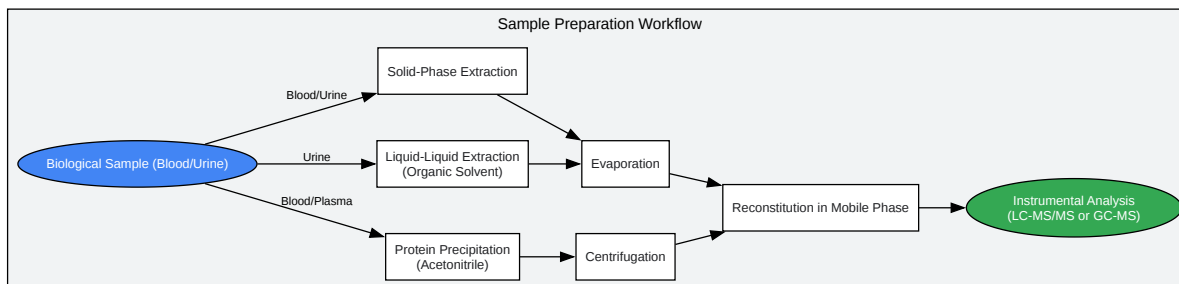 Sample Preparation Workflow
Solid-Phase Extraction
Blood/Urine
Biological Sample (Blood/Urine)
Urine
Liquid-Liquid Extraction
(Organic Solvent)
Evaporation
Blood/Plasma
Protein Precipitation
(Acetonitrile)
Centrifugation
Reconstitution in Mobile Phase
Instrumental Analysis
(LC-MS/MS or GC-MS)